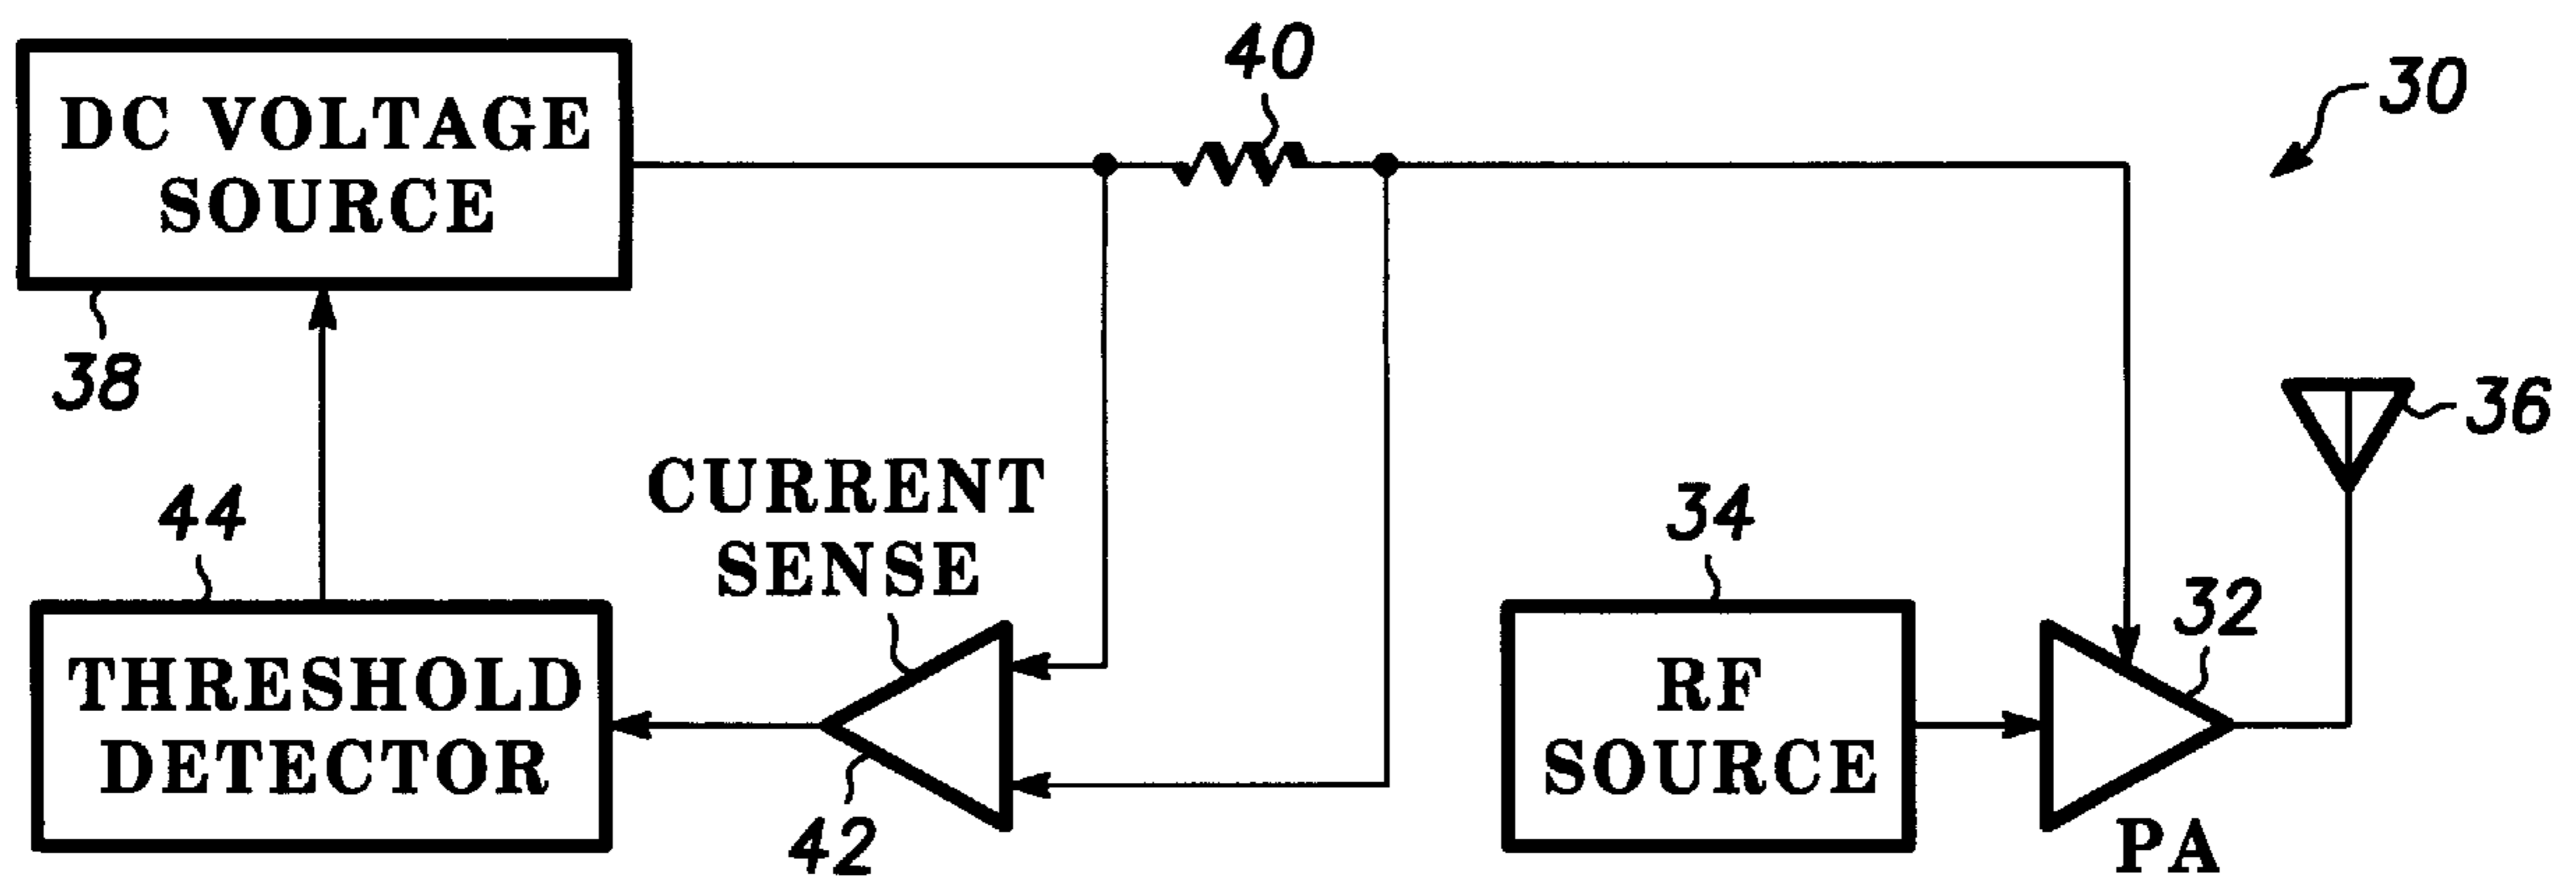 40
30
DC VOLTAGE
SOURCE
38
36
44
CURRENT
SENSE
34
32
THRESHOLD
DETECTOR
RF
SOURCE
42
PA